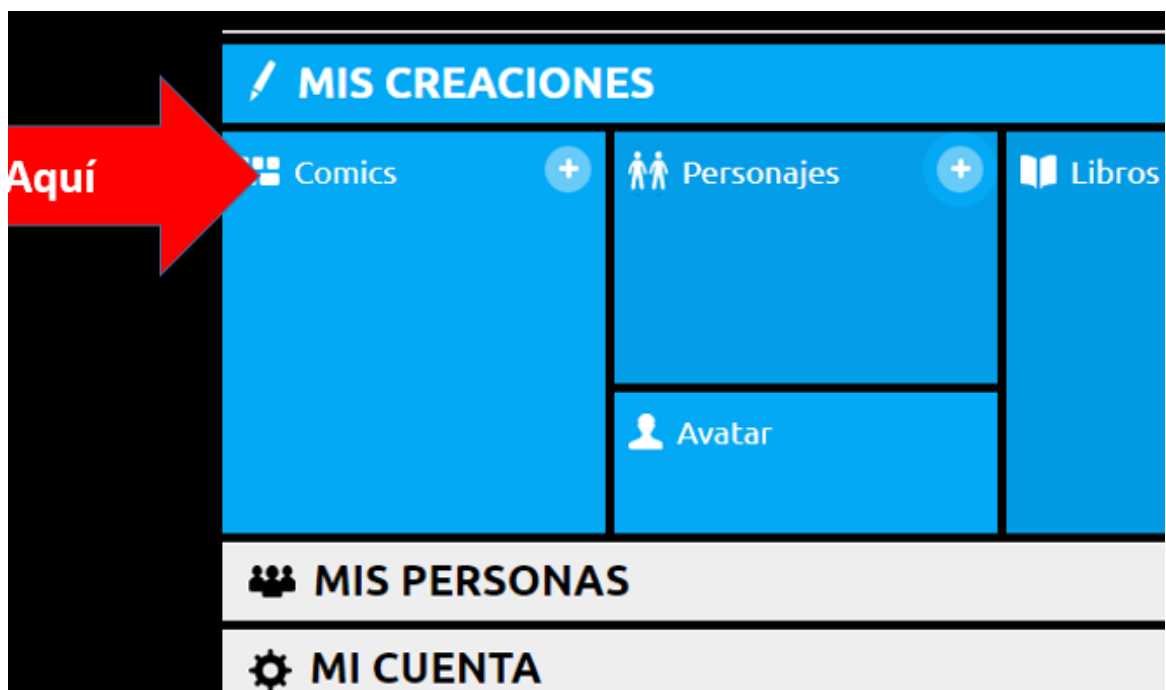 MIS CREACIONES
Aquí
Comics
Personajes
Libros
Avatar
MIS PERSONAS
MI CUENTA